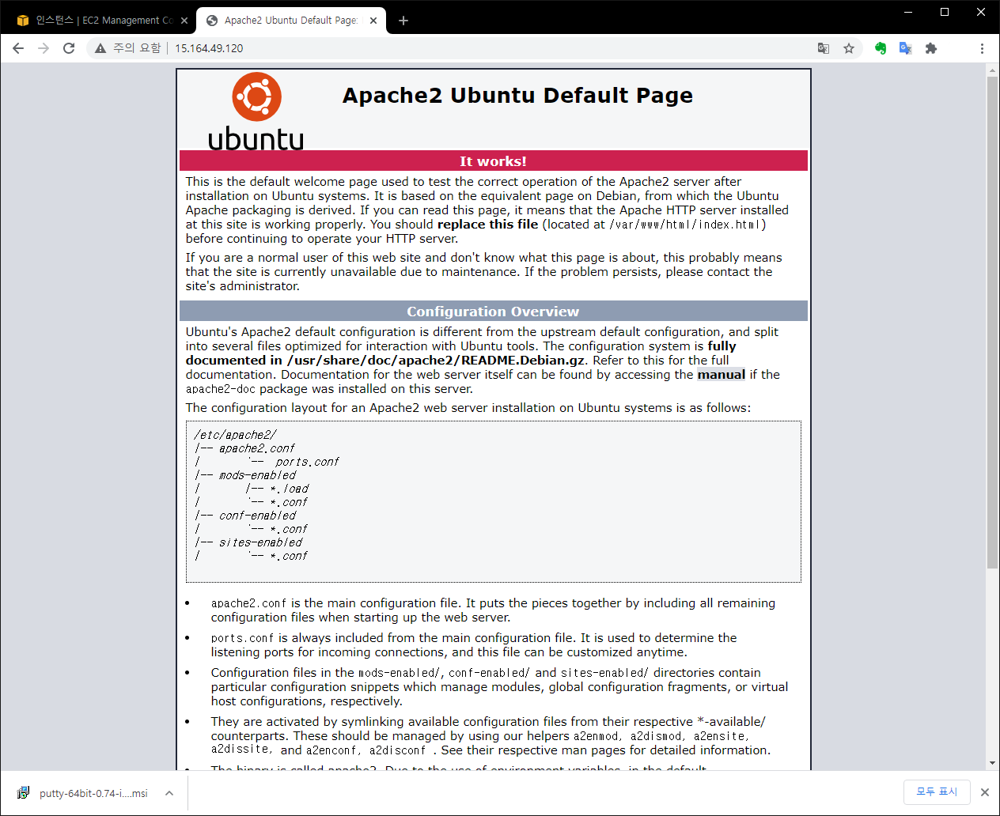 인스턴스 | EC2 Management Co
Apache2 Ubuntu Default Page:
주의 요함 | 15.164.49.120
Apache2 Ubuntu Default Page
ubuntu
It works!
This is the default welcome page used to test the correct operation of the Apache2 server after
installation on Ubuntu systems. It is based on the equivalent page on Debian, from which the Ubuntu
Apache packaging is derived. If you can read this page, it means that the Apache HTTP server installed
at this site is working properly. You should replace this file (located at /var/www/html/index.html)
before continuing to operate your HTTP server.
If you are a normal user of this web site and don't know what this page is about, this probably means
that the site is currently unavailable due to maintenance. If the problem persists, please contact the
site's administrator.
Configuration Overview
Ubuntu's Apache2 default configuration is different from the upstream default configuration, and split
into several files optimized for interaction with Ubuntu tools. The configuration system is fully
documented in /usr/share/doc/apache2/README.Debian.gz. Refer to this for the full
documentation. Documentation for the web server itself can be found by accessing the manual if the
apache2-doc package was installed on this server.
The configuration layout for an Apache2 web server installation on Ubuntu systems is as follows:
/etc/apache2/
|-- apache2.conf
|       `--  ports.conf
|-- mods-enabled
|       |-- *.load
|       `-- *.conf
|-- conf-enabled
|       `-- *.conf
|-- sites-enabled
|       `-- *.conf
• apache2.conf is the main configuration file. It puts the pieces together by including all remaining
configuration files when starting up the web server.
• ports.conf is always included from the main configuration file. It is used to determine the
listening ports for incoming connections, and this file can be customized anytime.
• Configuration files in the mods-enabled/, conf-enabled/ and sites-enabled/ directories contain
particular configuration snippets which manage modules, global configuration fragments, or virtual
host configurations, respectively.
• They are activated by symlinking available configuration files from their respective *-available/
counterparts. These should be managed by using our helpers a2enmod, a2dismod, a2ensite,
a2dissite, and a2enconf, a2disconf . See their respective man pages for detailed information.
• The binary is called apache2. Due to the use of environment variables, in the default
putty-64bit-0.74-i....msi
모두 표시